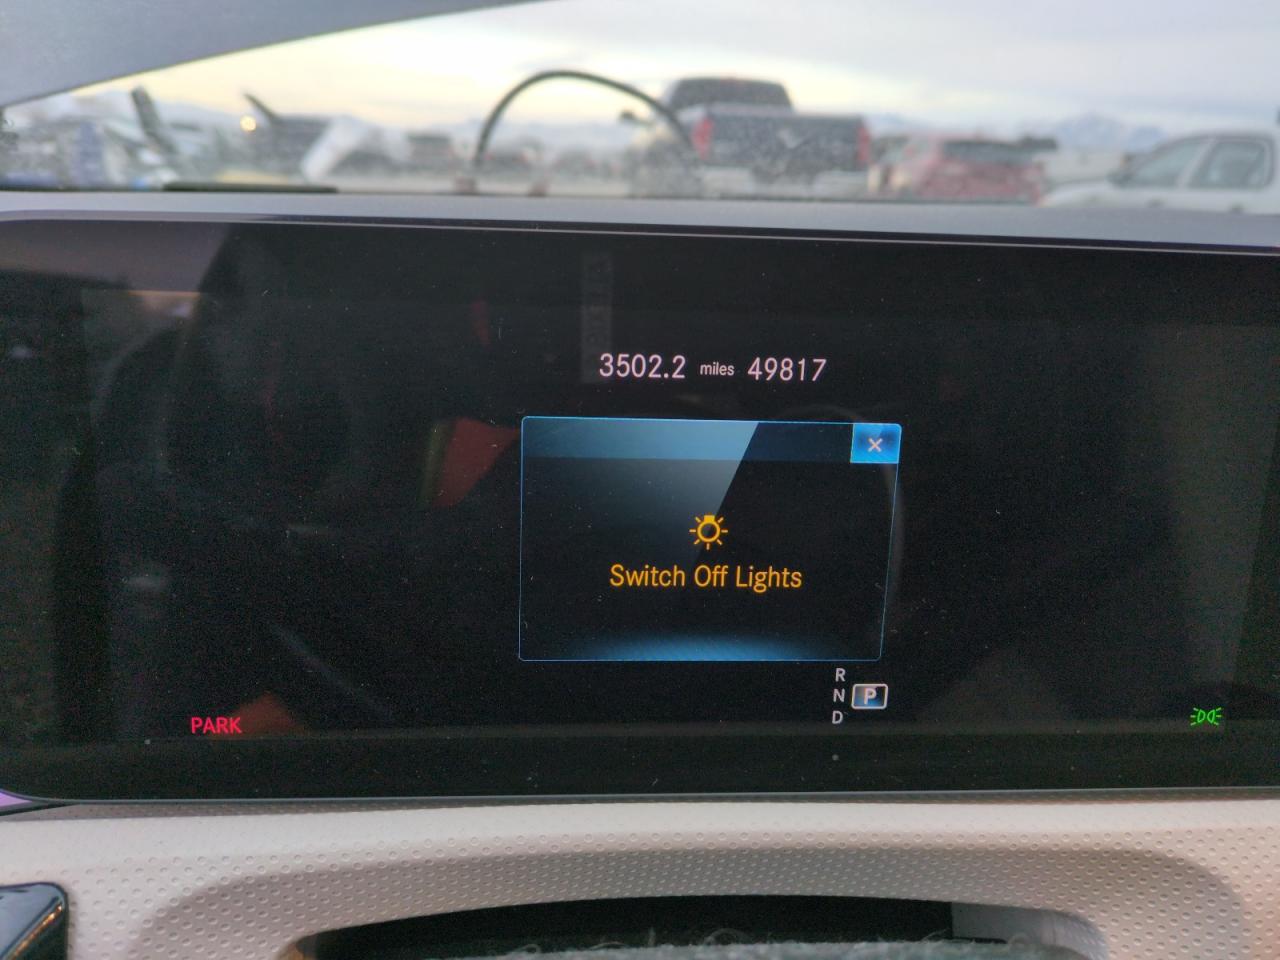 3502.2 miles 49817
×
Switch Off Lights
R
N P
D
PARK